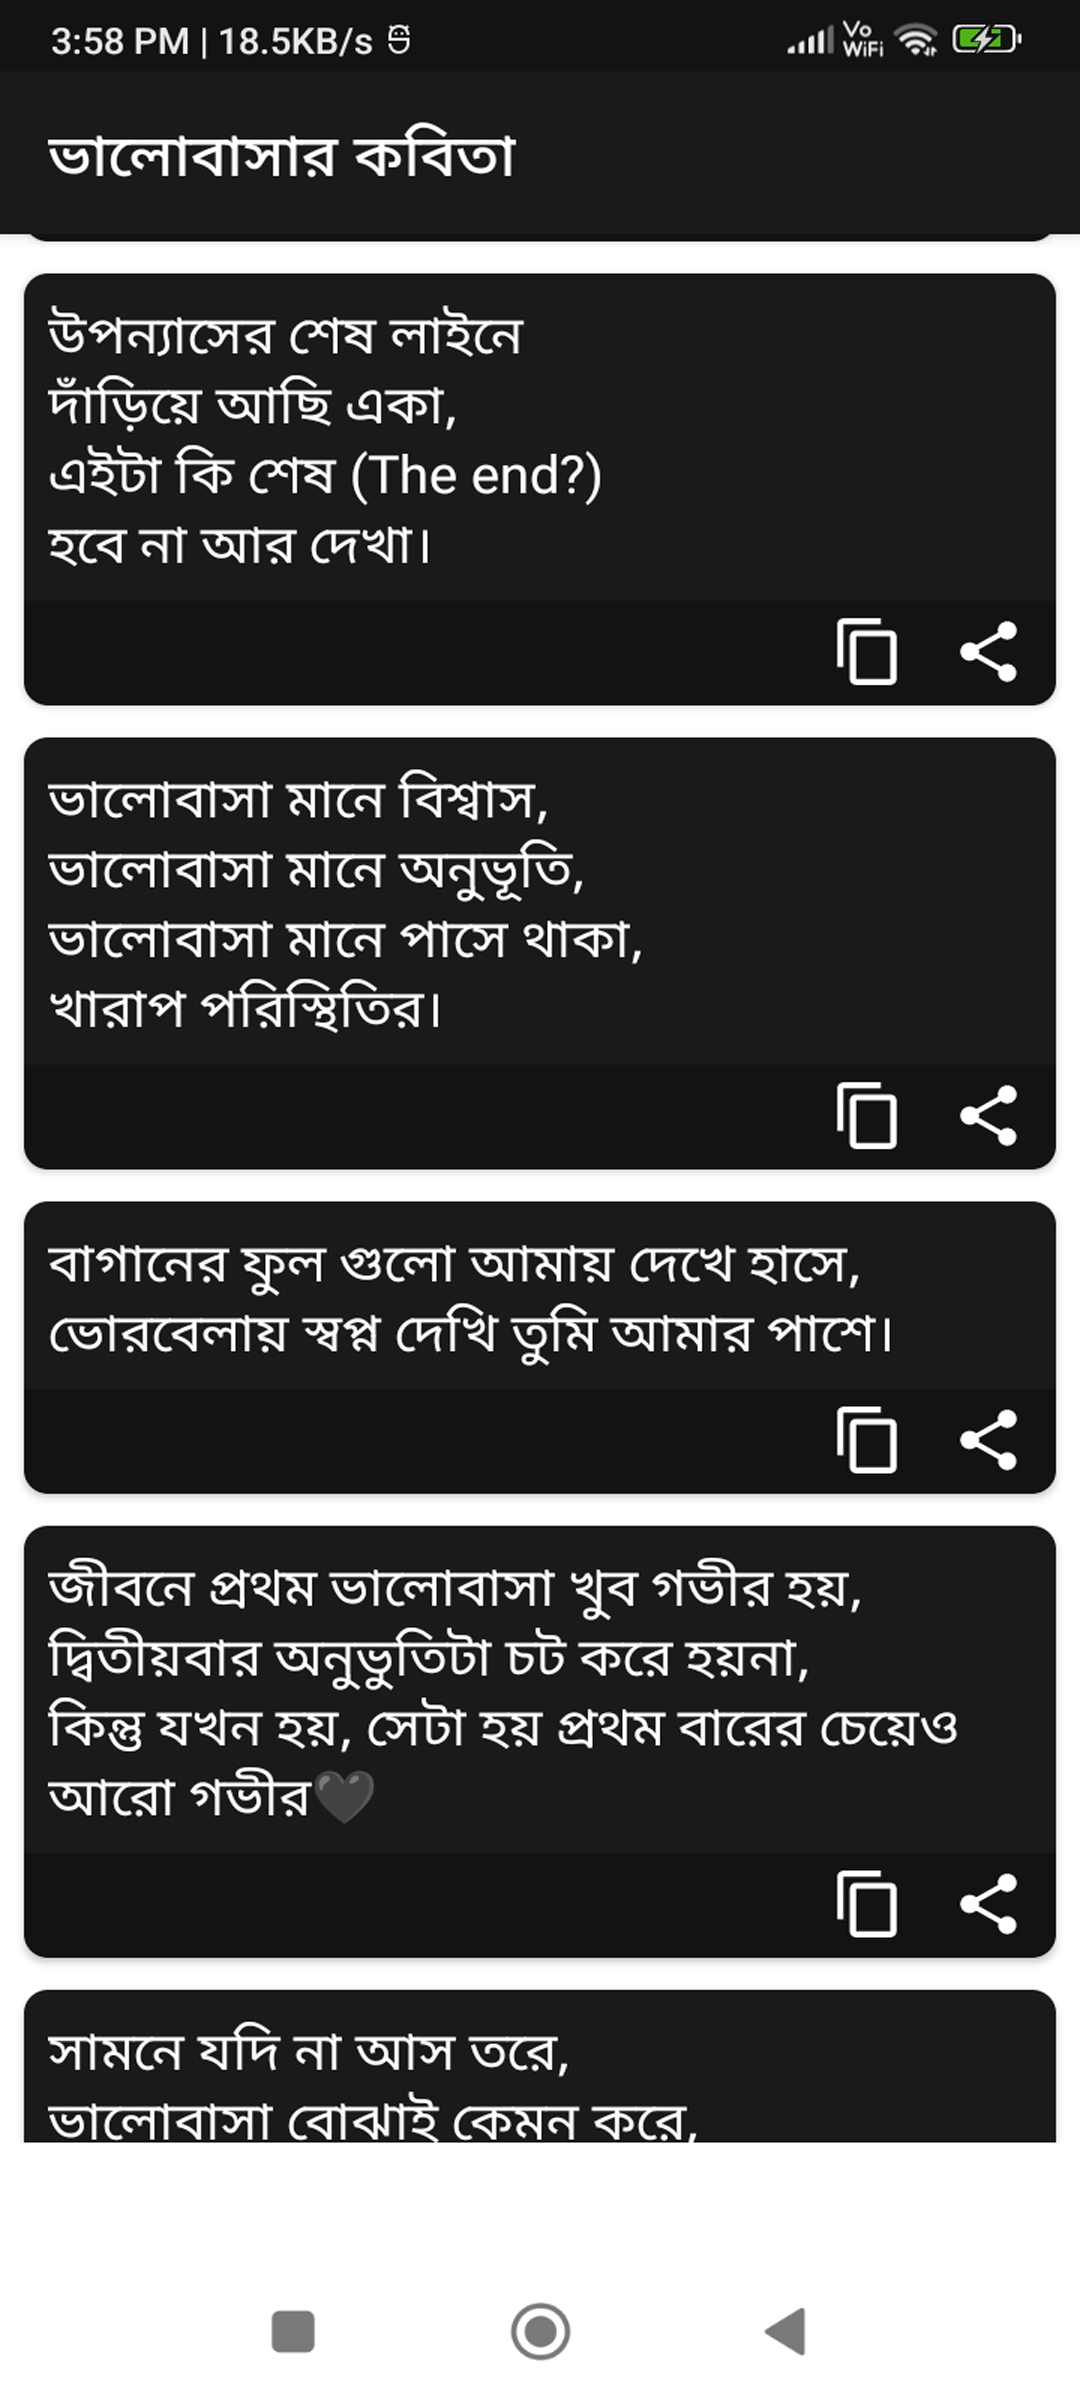 3:58 PM | 18.5KB/s
Vo
WiFi
ভালোবাসার কবিতা
উপন্যাসের শেষ লাইনে
দাঁড়িয়ে আছি একা,
এইটা কি শেষ (The end?)
হবে না আর দেখা।
ভালোবাসা মানে বিশ্বাস,
ভালোবাসা মানে অনুভূতি,
ভালোবাসা মানে পাসে থাকা,
খারাপ পরিস্থিতির।
বাগানের ফুল গুলো আমায় দেখে হাসে,
ভোরবেলায় স্বপ্ন দেখি তুমি আমার পাশে।
জীবনে প্রথম ভালোবাসা খুব গভীর হয়,
দ্বিতীয়বার অনুভুতিটা চট করে হয়না,
কিন্তু যখন হয়, সেটা হয় প্রথম বারের চেয়েও
আরো গভীর🖤
সামনে যদি না আস তরে,
ভালোবাসা বোঝাই কেমন করে,